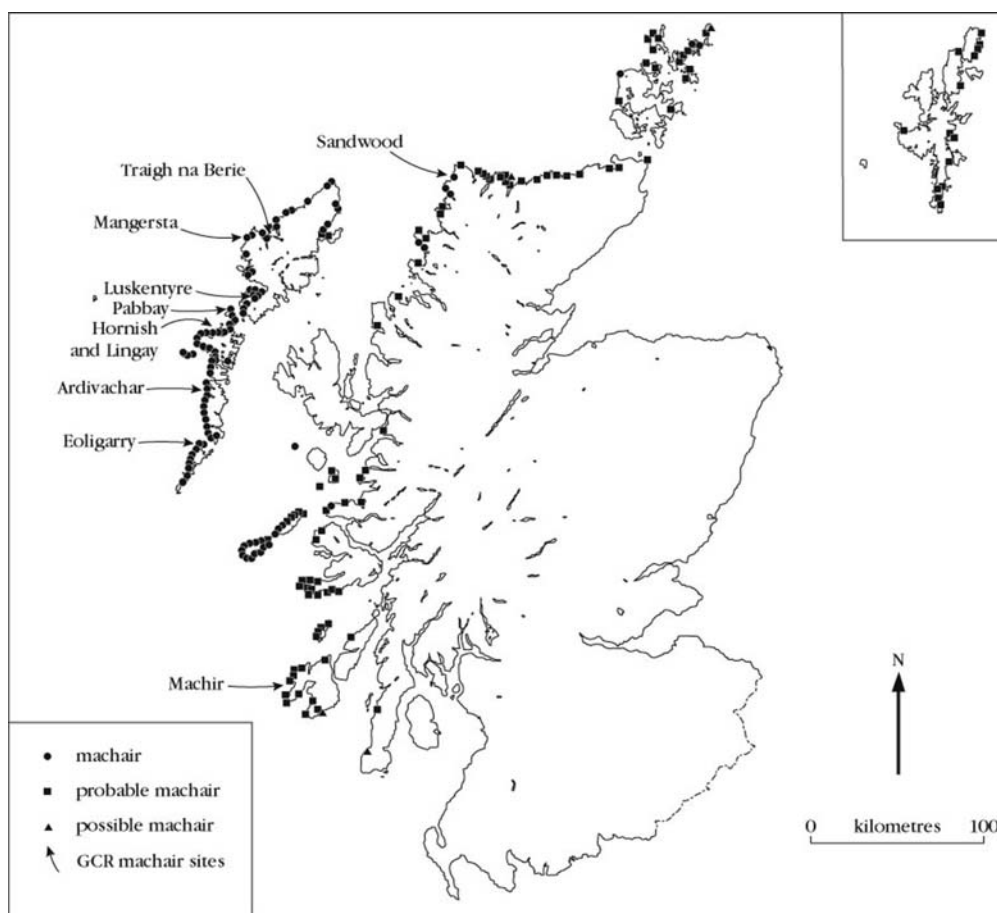 Sandwood
Traigh na Berie
Mangersta
Luskentyre
Pabbay
Hornish
and Lingay
Ardivachar
Eoligarry
Machir
N
machair
probable machair
possible machair
GCR machair sites
0 kilometres 100